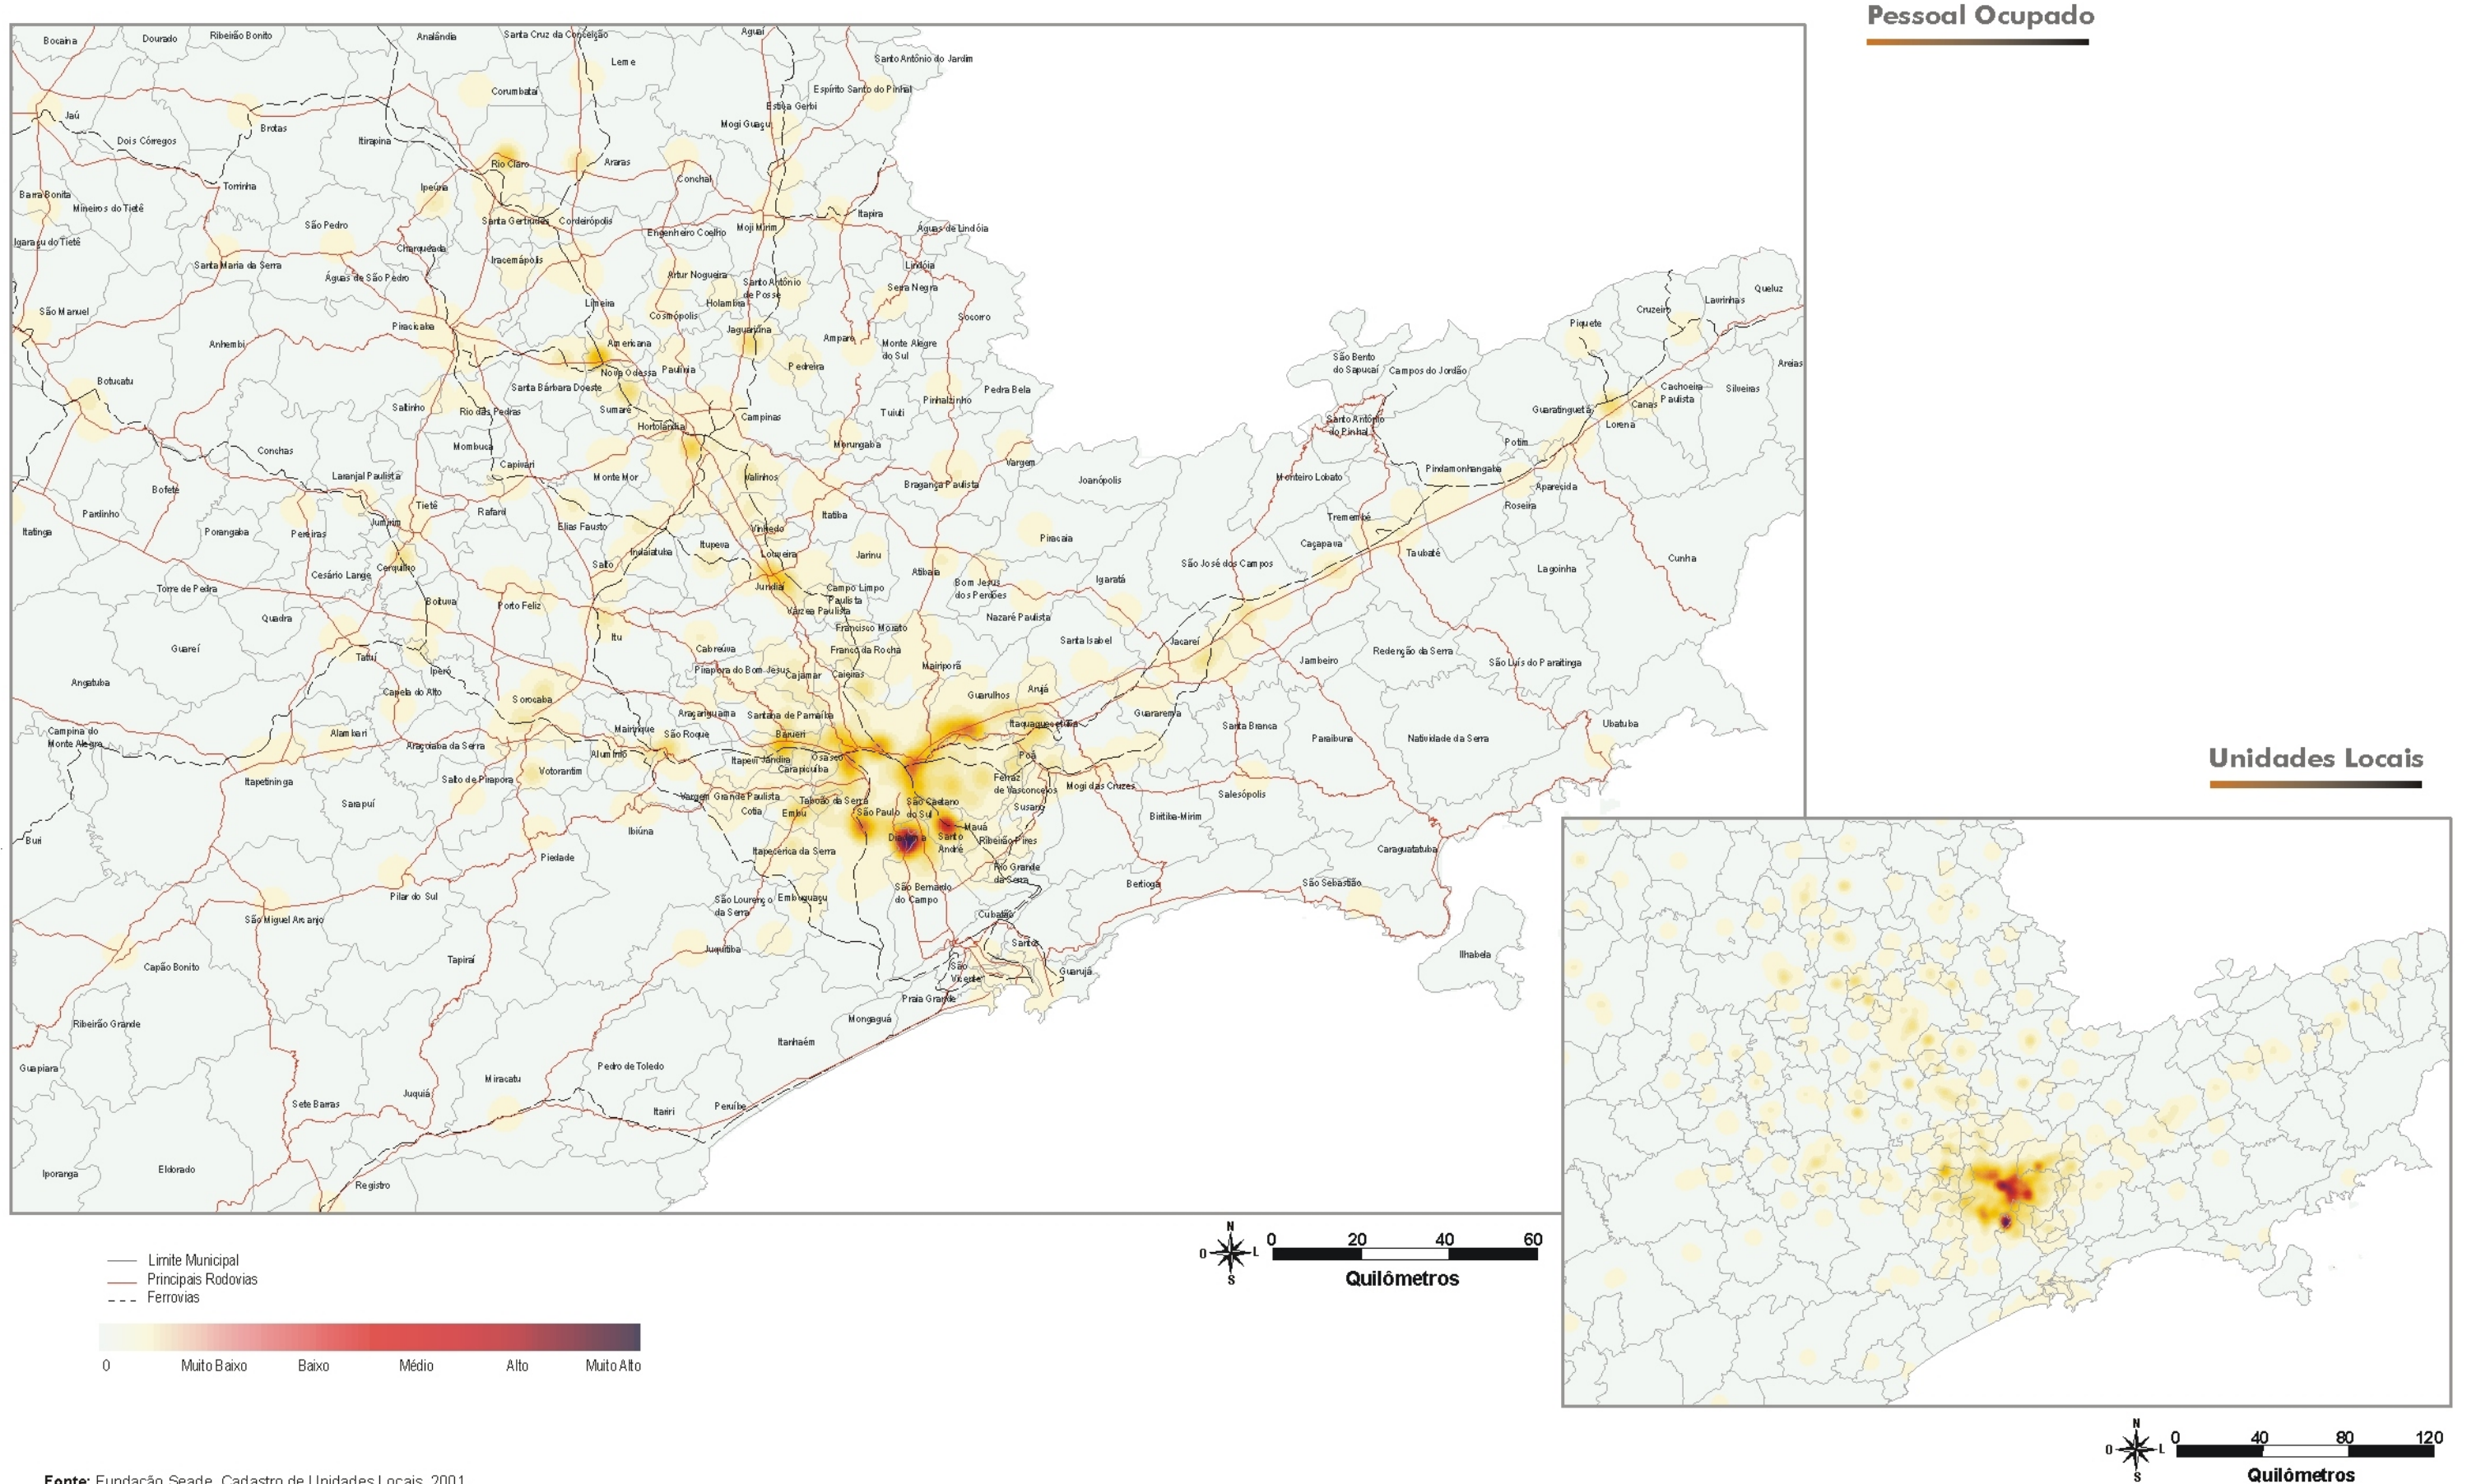 Pessoal Ocupado
Bocaina
Dourado
Ribeirão Bonito
Analândia
Santa Cruz da Conceição
Aguaí
Leme
Santo Antônio do Jardim
Corumbataí
Espírito Santo do Pinhal
Estiva Gerbi
Jaú
Brotas
Mogi Guaçu
Dois Córregos
Itirapina
Rio Claro
Araras
Conchal
Torrinha
Ipeúna
Barra Bonita
Mineiros do Tietê
São Pedro
Santa Gertrudes
Cordeirópolis
Itapira
Engenheiro Coelho
Moji Mirim
Águas de Lindóia
Igaraçu do Tietê
Charqueada
Santa Maria da Serra
Iracemápolis
Lindóia
Águas de São Pedro
Artur Nogueira
Santo Antônio
de Posse
Serra Negra
Queluz
Limeira
Holambra
Lavrinhas
São Manuel
Cosmópolis
Socorro
Cruzeiro
Piracicaba
Jaguariúna
Piquete
Anhembi
Americana
Amparo
Monte Alegre
do Sul
São Bento
do Sapucaí
Campos do Jordão
Areias
Nova Odessa
Paulínia
Pedreira
Botucatu
Santa Bárbara Doeste
Pedra Bela
Cachoeira
Paulista
Silveiras
Saltinho
Rio das Pedras
Sumaré
Pinhalzinho
Canas
Campinas
Tuiuti
Guaratinguetá
Hortolândia
Santo Antônio
do Pinhal
Lorena
Conchas
Mombuca
Morungaba
Potim
Laranjal Paulista
Capivari
Monte Mor
Valinhos
Bragança Paulista
Vargem
Joanópolis
Monteiro Lobato
Pindamonhangaba
Aparecida
Bofete
Tietê
Rafard
Roseira
Pardinho
Jumirim
Elias Fausto
Itatiba
Tremembé
Itatinga
Porangaba
Pereiras
Vinhedo
Piracaia
Caçapava
Taubaté
Indaiatuba
Itupeva
Louveira
Jarinu
Cunha
Cesário Lange
Cerquilho
Salto
Atibaia
Igaratá
São José dos Campos
Lagoinha
Torre de Pedra
Jundiaí
Campo Limpo
Paulista
Bom Jesus
dos Perdões
Boituva
Porto Feliz
Várzea Paulista
Quadra
Nazaré Paulista
Itu
Francisco Morato
Santa Isabel
Jacareí
Guareí
Tatuí
Cabreúva
Franco da Rocha
Redenção da Serra
Iperó
Pirapora do Bom Jesus
Cajamar
Caieiras
Mairiporã
Jambeiro
São Luís do Paraitinga
Angatuba
Capela do Alto
Sorocaba
Guarulhos
Arujá
Araçariguama
Santana de Parnaíba
Guararema
Campina do
Monte Alegre
Alambari
Mairinque
São Roque
Barueri
Itaquaquecetuba
Santa Branca
Ubatuba
Araçoiaba da Serra
Alumínio
Itapevi
Jandira
Osasco
Poá
Paraibuna
Natividade da Serra
Carapicuíba
Itapetininga
Salto de Pirapora
Votorantim
Ferraz
de Vasconcelos
Mogi das Cruzes
Salesópolis
Unidades Locais
Sarapuí
Vargem Grande Paulista
Taboão da Serra
São Caetano
do Sul
Suzano
Cotia
Embu
São Paulo
Biritiba-Mirim
Ibiúna
Diadema
Santo
André
Mauá
Ribeirão Pires
Buri
Piedade
Itapecerica da Serra
Caraguatatuba
Rio Grande
da Serra
Pilar do Sul
São Lourenço
da Serra
Embuguaçu
São Bernardo
do Campo
Bertioga
São Sebastião
São Miguel Arcanjo
Cubatão
Juquitiba
Santos
Ilhabela
Capão Bonito
Tapiraí
São
Vicente
Guarujá
Praia Grande
Ribeirão Grande
Mongaguá
Itanhaém
Guapiara
Pedro de Toledo
Miracatu
Juquiá
Sete Barras
Itariri
Peruíbe
Iporanga
Eldorado
Registro
N
O L
S
0 20 40 60
Quilômetros
Limite Municipal
Principais Rodovias
Ferrovias
0 Muito Baixo Baixo Médio Alto Muito Alto
N
O L
S
0 40 80 120
Quilômetros
Fonte: Fundação Seade. Cadastro de Unidades Locais, 2001.